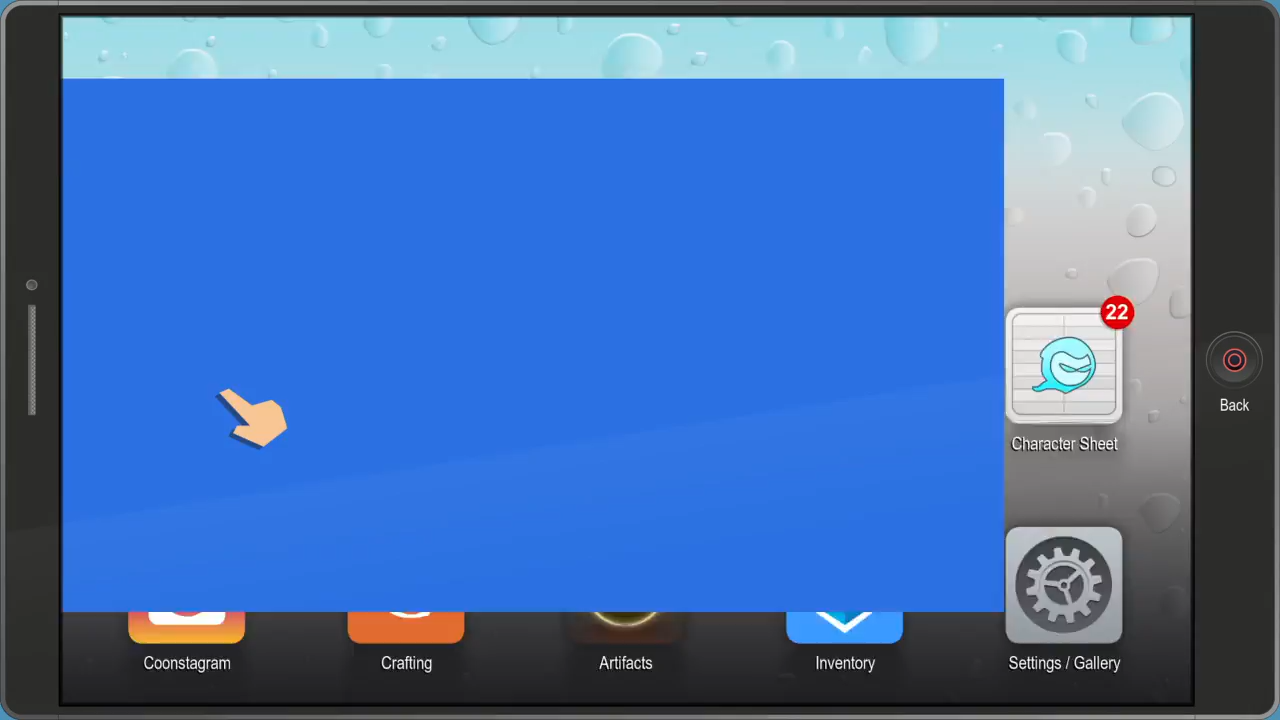 22
Back
Character Sheet
Coonstagram
Crafting
Artifacts
Inventory
Settings / Gallery